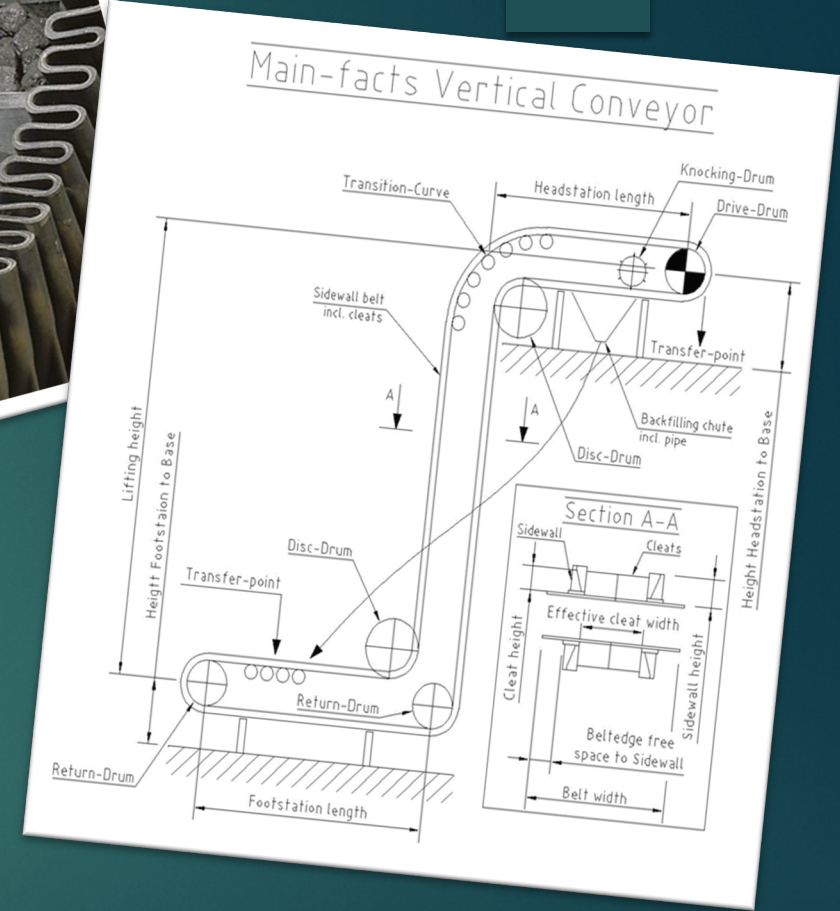 Main-facts Vertical Conveyor
Knocking-Drum
Transition-Curve
Headstation length
Drive-Drum
Sidewall belt
incl. cleats
Transfer-point
A
A
Backfilling chute
incl. pipe
Disc-Drum
Lifting height
Heigtt Footstaion to Base
Height Headstation to Base
Section A-A
Sidewall
Cleats
Disc-Drum
Transfer-point
Effective cleat width
Cleat height
Sidewall height
Return-Drum
Beltedge free
space to Sidewall
Return-Drum
Belt width
Footstation length